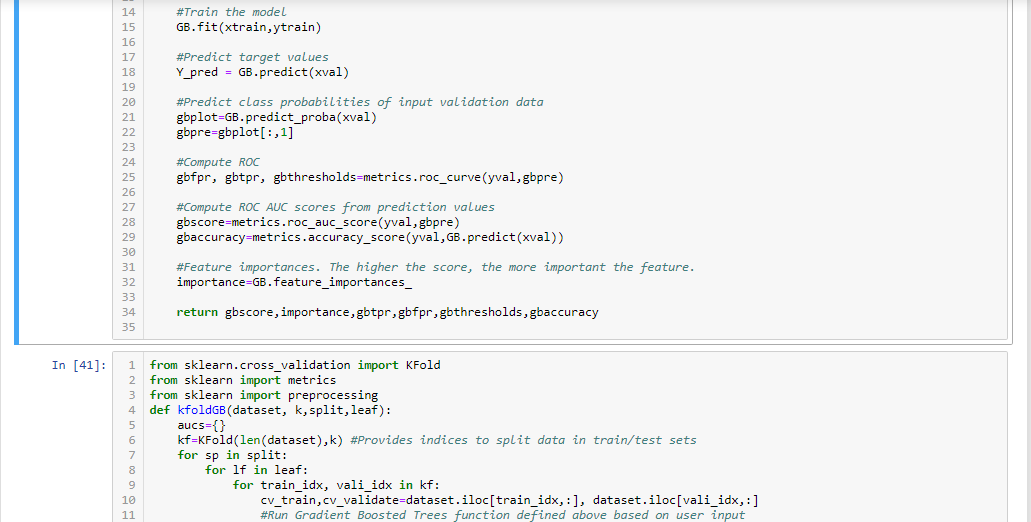 14 #Train the model
15 GB.fit(xtrain,ytrain)
16
17 #Predict target values
18 Y_pred = GB.predict(xval)
19
20 #Predict class probabilities of input validation data
21 gbplot=GB.predict_proba(xval)
22 gbpre=gbplot[:,1]
23
24 #Compute ROC
25 gbfpr, gbtpr, gbthresholds=metrics.roc_curve(yval,gbpre)
26
27 #Compute ROC AUC scores from prediction values
28 gbscore=metrics.roc_auc_score(yval,gbpre)
29 gbaccuracy=metrics.accuracy_score(yval,GB.predict(xval))
30
31 #Feature importances. The higher the score, the more important the feature.
32 importance=GB.feature_importances_
33
34 return gbscore,importance,gbtpr,gbfpr,gbthresholds,gbaccuracy
35
In [41]: 1 from sklearn.cross_validation import KFold
2 from sklearn import metrics
3 from sklearn import preprocessing
4 def kfoldGB(dataset, k,split,leaf):
5 aucs={}
6 kf=KFold(len(dataset),k) #Provides indices to split data in train/test sets
7 for sp in split:
8 for lf in leaf:
9 for train_idx, vali_idx in kf:
10 cv_train,cv_validate=dataset.iloc[train_idx,:], dataset.iloc[vali_idx,:]
11 #Run Gradient Boosted Trees function defined above based on user input